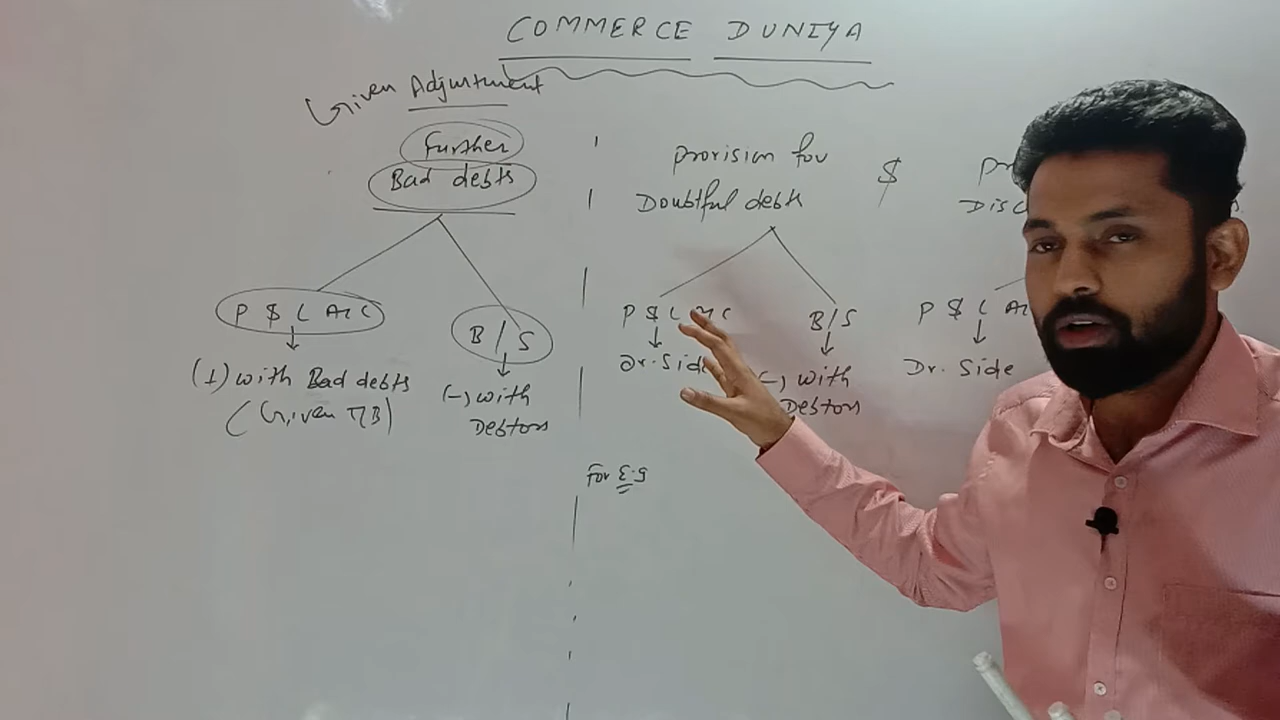 COMMERCE DUNIYA
Given Adjustment
Further
Bad debts
P $ L A/C
(+) with Bad debts
(Given T/B)
B/S
(-) with
Debtors
Provision for
Doubtful debts
P $ L A/C
Dr. Side
B/S
(-) with
Debtors
$
P $ L
Dr. Side
For E.g